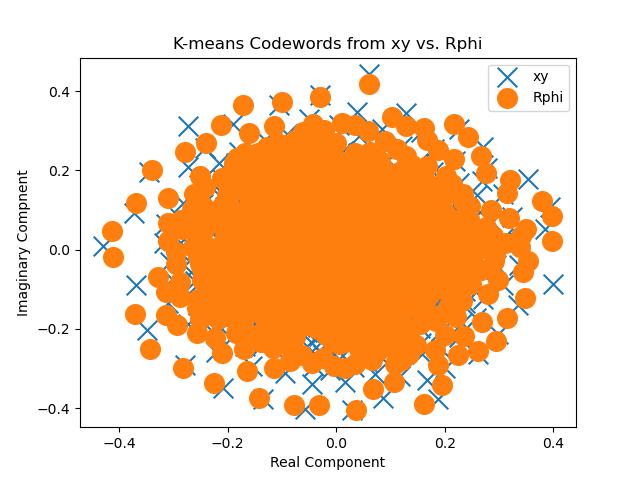 K-means Codewords from xy vs. Rphi
xy
Rphi
0.4
0.2
0.0
−0.2
−0.4
Imaginary Compnent
−0.4
−0.2
0.0
0.2
0.4
Real Component